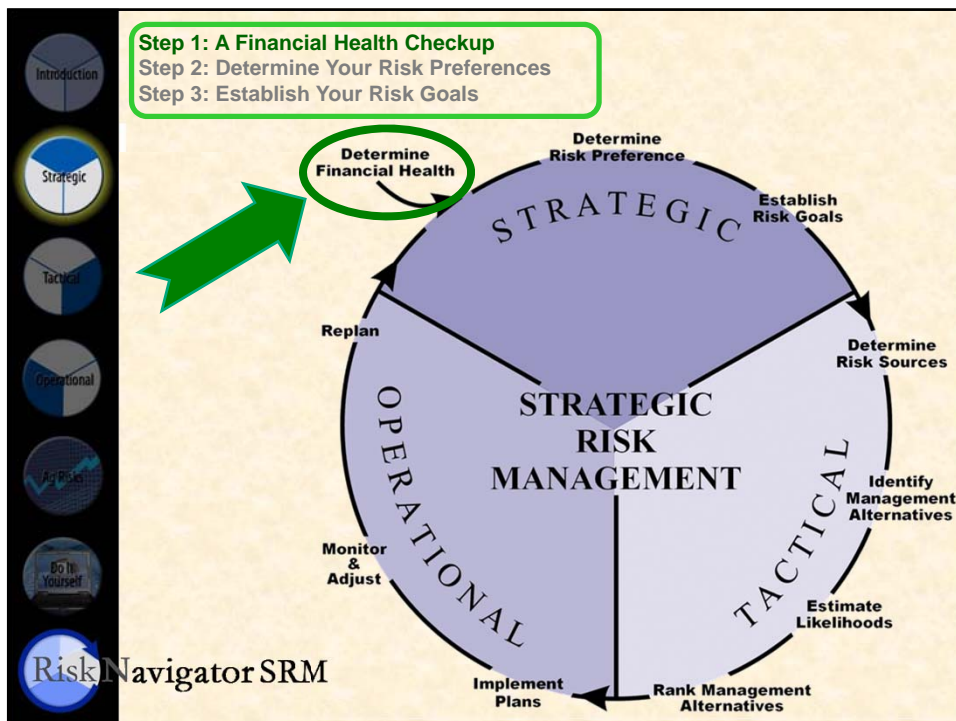 Step 1: A Financial Health Checkup
Step 2: Determine Your Risk Preferences
Step 3: Establish Your Risk Goals
Introduction
Strategic
Tactical
Operational
Ag Risks
Do It
Yourself
Risk Navigator SRM
Determine
Financial Health
Determine
Risk Preference
Establish
Risk Goals
STRATEGIC
Determine
Risk Sources
Identify
Management
Alternatives
Estimate
Likelihoods
Rank Management
Alternatives
TACTICAL
Implement
Plans
Monitor
&
Adjust
Replan
OPERATIONAL
STRATEGIC
RISK
MANAGEMENT